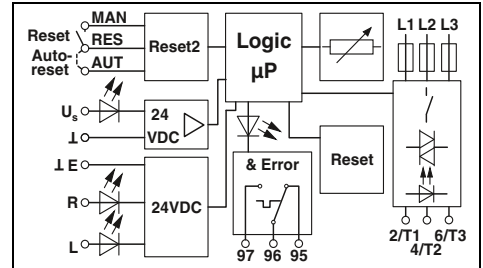 MAN
Reset
RES
Reset2
Auto-
reset
AUT
Logic
µP
L1 L2 L3
Us
24
VDC
⊥
⊥ E
R
24VDC
L
& Error
Reset
97 96 95
2/T1 6/T3
4/T2